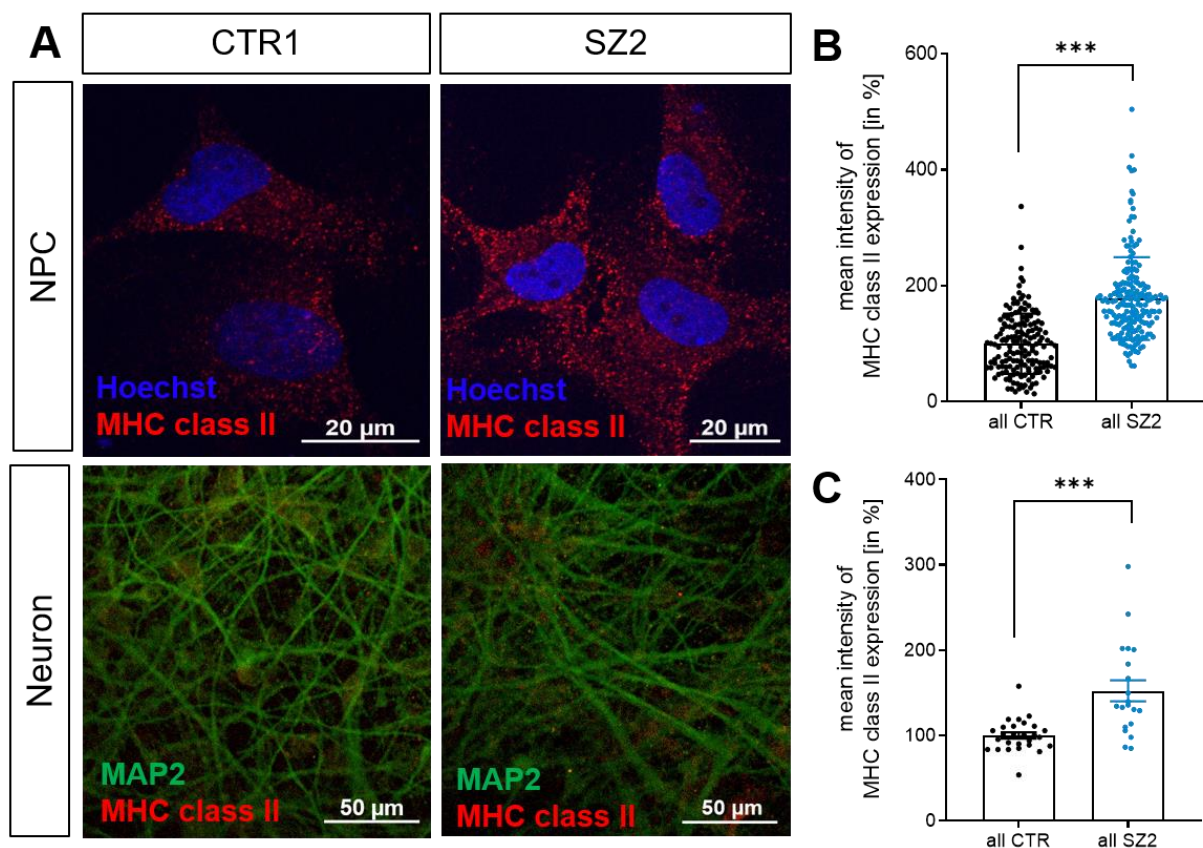 A
CTR1
SZ2
NPC
Hoechst
MHC class II
20 µm
Hoechst
MHC class II
20 µm
Neuron
MAP2
MHC class II
50 µm
MAP2
MHC class II
50 µm
B
mean intensity of
MHC class II expression [in %]
600
400
200
0
***
all CTR
all SZ2
C
mean intensity of
MHC class II expression [in %]
400
300
200
100
0
***
all CTR
all SZ2